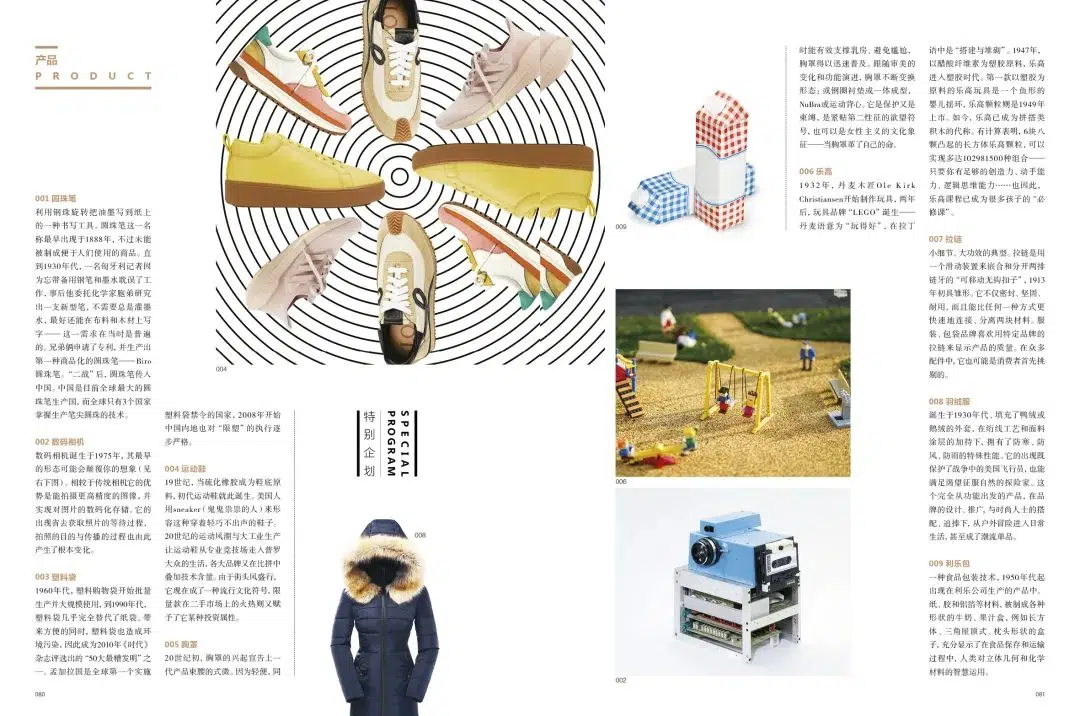 产品
PRODUCT
001 圆珠笔
利用钢珠旋转把油墨写到纸上
的一种书写工具。圆珠笔这一名
称最早出现于1888年，不过未能
被制成便于人们使用的商品。直
到1930年代，一名匈牙利记者因
为忘带备用钢笔和墨水耽误了工
作，事后他委托化学家胞弟研究
出一支新型笔，不需要总是灌墨
水，最好还能在布料和木材上写
字——这一需求在当时是普遍
的。兄弟俩申请了专利，并生产出
第一种商品化的圆珠笔——Biro
圆珠笔。“二战”后，圆珠笔传入
中国。中国是目前全球最大的圆
珠笔生产国，而全球只有3个国家
掌握生产笔尖圆珠的技术。
002 数码相机
数码相机诞生于1975年，其最早
的形态可能会颠覆你的想象（见
右下图）。相较于传统相机它的优
势是能拍摄更高精度的图像，并
实现对图片的数码化存储。它的
出现省去获取照片的等待过程，
拍照的目的与传播的过程也由此
产生了根本变化。
003 塑料袋
1960年代，塑料购物袋开始批量
生产并大规模使用，到1990年代，
塑料袋几乎完全替代了纸袋。带
来方便的同时，塑料袋也造成环
境污染，因此成为2010年《时代》
杂志评选出的“50大最糟发明”之
一。孟加拉国是全球第一个实施
塑料袋禁令的国家，2008年开始
中国内地也对“限塑”的执行逐
步严格。
004 运动鞋
19世纪，当硫化橡胶成为鞋底原
料，初代运动鞋就此诞生。美国人
用sneaker（鬼鬼祟祟的人）来形
容这种穿着轻巧不出声的鞋子。
20世纪的运动风潮与大工业生产
让运动鞋从专业竞技场走入普罗
大众的生活，各大品牌又在比拼中
叠加技术含量。由于街头风盛行，
它现在成了一种流行文化符号，限
量款在二手市场上的火热则又赋
予了它某种投资属性。
005 胸罩
20世纪初，胸罩的兴起宣告上一
代产品束腰的式微。因为轻便，同
080
004
特别企划
SPECIAL
PROGRAM
008
时能有效支撑乳房、避免尴尬，
胸罩得以迅速普及。跟随审美的
变化和功能演进，胸罩不断变换
形态：或钢圈衬垫或一体成型，
NuBra或运动背心。它是保护又是
束缚，是紧贴第二性征的欲望符
号，也可以是女性主义的文化象
征——当胸罩革了自己的命。
006 乐高
1932年，丹麦木匠Ole Kirk
Christiansen开始制作玩具，两年
后，玩具品牌“LEGO”诞生——
丹麦语意为“玩得好”，在拉丁
009
006
002
语中是“搭建与堆砌”。1947年，
以醋酸纤维素为塑胶原料，乐高
进入塑胶时代。第一款以塑胶为
原料的乐高玩具是一个鱼形的
婴儿摇环，乐高颗粒则是1949年
上市。如今，乐高已成为拼搭类
积木的代称。有计算表明，6块八
颗凸起的长方体乐高颗粒，可以
实现多达102981500种组合——
只要你有足够的创造力、动手能
力、逻辑思维能力……也因此，
乐高课程已成为很多孩子的“必
修课”。
007 拉链
小细节、大功效的典型。拉链是用
一个滑动装置来嵌合和分开两排
链牙的“可移动无钩扣子”，1913
年初具雏形。它不仅密封、坚固、
耐用，而且能比任何一种方式更
快速地连接、分离两块材料。服
装、包袋品牌喜欢用特定品牌的
拉链来显示产品的质量。在众多
配件中，它也可能是消费者首先挑
剔的。
008 羽绒服
诞生于1930年代、填充了鸭绒或
鹅绒的外套，在绗线工艺和面料
涂层的加持下，拥有了防寒、防
风、防雨的特殊性能。它的出现既
保护了战争中的美国飞行员，也能
满足渴望征服自然的探险家。这
个完全从功能出发的产品，在品
牌的设计、推广，与时尚人士的搭
配、追捧下，从户外冒险进入日常
生活，甚至成了潮流单品。
009 利乐包
一种食品包装技术，1950年代起
出现在利乐公司生产的产品中。
纸、胶和铝箔等材料，被制成各种
形状的牛奶、果汁盒，例如长方
体、三角屋顶式、枕头形状的盒
子，充分显示了在食品保存和运输
过程中，人类对立体几何和化学
材料的智慧运用。
081